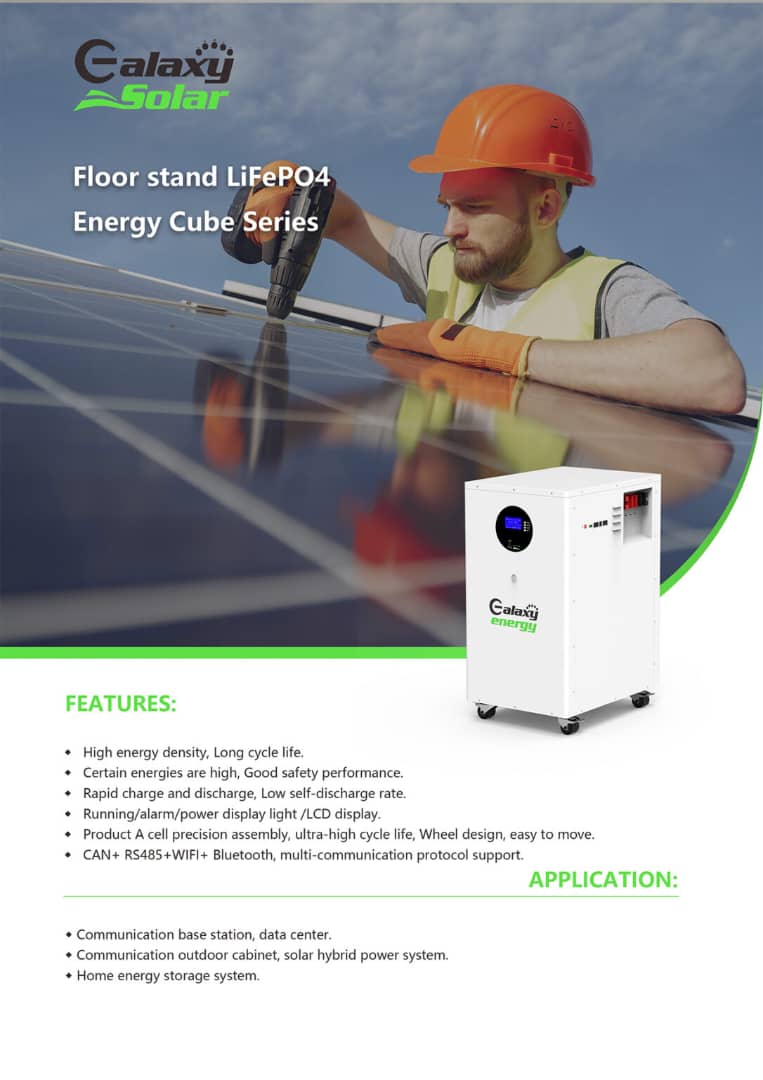 Galaxy
Solar
Floor stand LiFePO4
Energy Cube Series
Galaxy
energy
FEATURES:
◆ High energy density, Long cycle life.
◆ Certain energies are high, Good safety performance.
◆ Rapid charge and discharge, Low self-discharge rate.
◆ Running/alarm/power display light /LCD display.
◆ Product A cell precision assembly, ultra-high cycle life, Wheel design, easy to move.
◆ CAN+ RS485+WIFI+ Bluetooth, multi-communication protocol support.
APPLICATION:
◆ Communication base station, data center.
◆ Communication outdoor cabinet, solar hybrid power system.
◆ Home energy storage system.